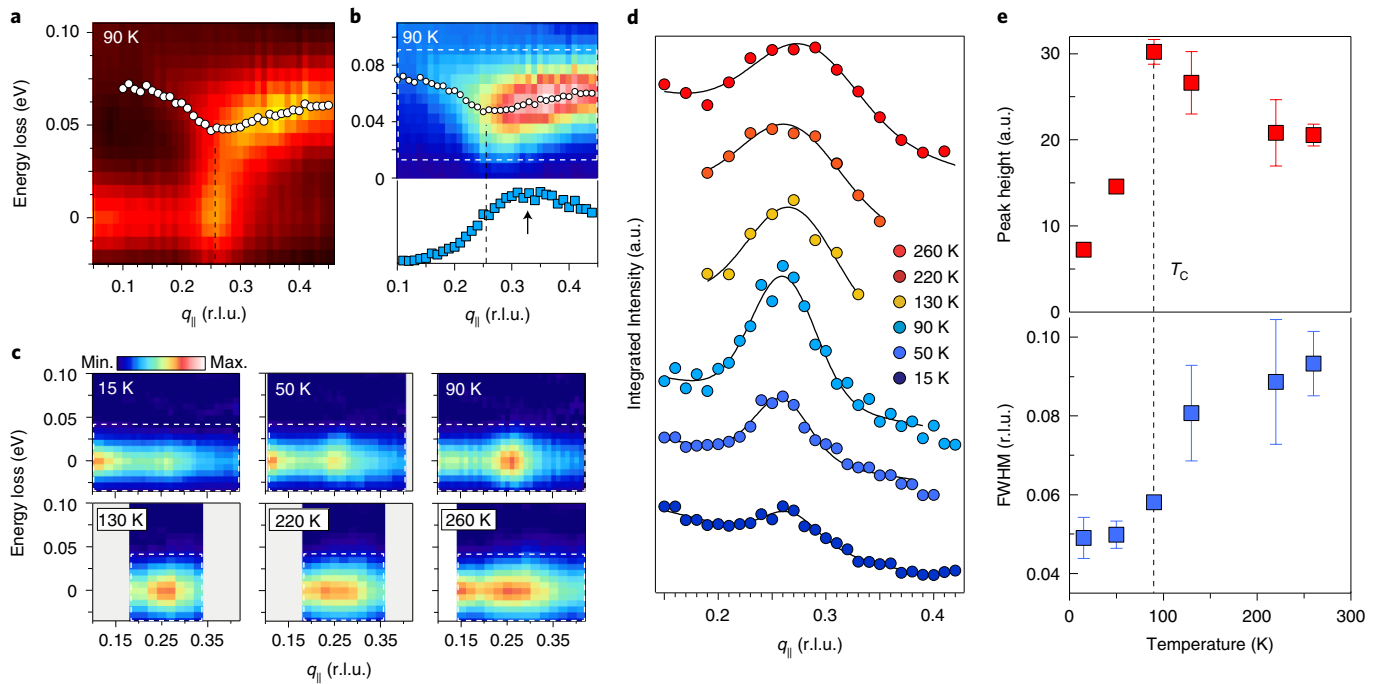 a
90 K
0.10
0.05
0
Energy loss (eV)
0.1 0.2 0.3 0.4
q|| (r.l.u.)
b
90 K
0.08
0.04
0
0.1 0.2 0.3 0.4
q|| (r.l.u.)
c
Min. Max.
15 K 50 K 90 K
0.10
0.05
0
Energy loss (eV)
130 K 220 K 260 K
0.10
0.05
0
0.15 0.25 0.35 0.15 0.25 0.35 0.15 0.25 0.35
q|| (r.l.u.)
d
Integrated Intensity (a.u.)
260 K
220 K
130 K
90 K
50 K
15 K
0.2 0.3 0.4
q|| (r.l.u.)
e
30
20
10
0
Peak height (a.u.)
TC
0.10
0.08
0.06
0.04
FWHM (r.l.u.)
0 100 200 300
Temperature (K)